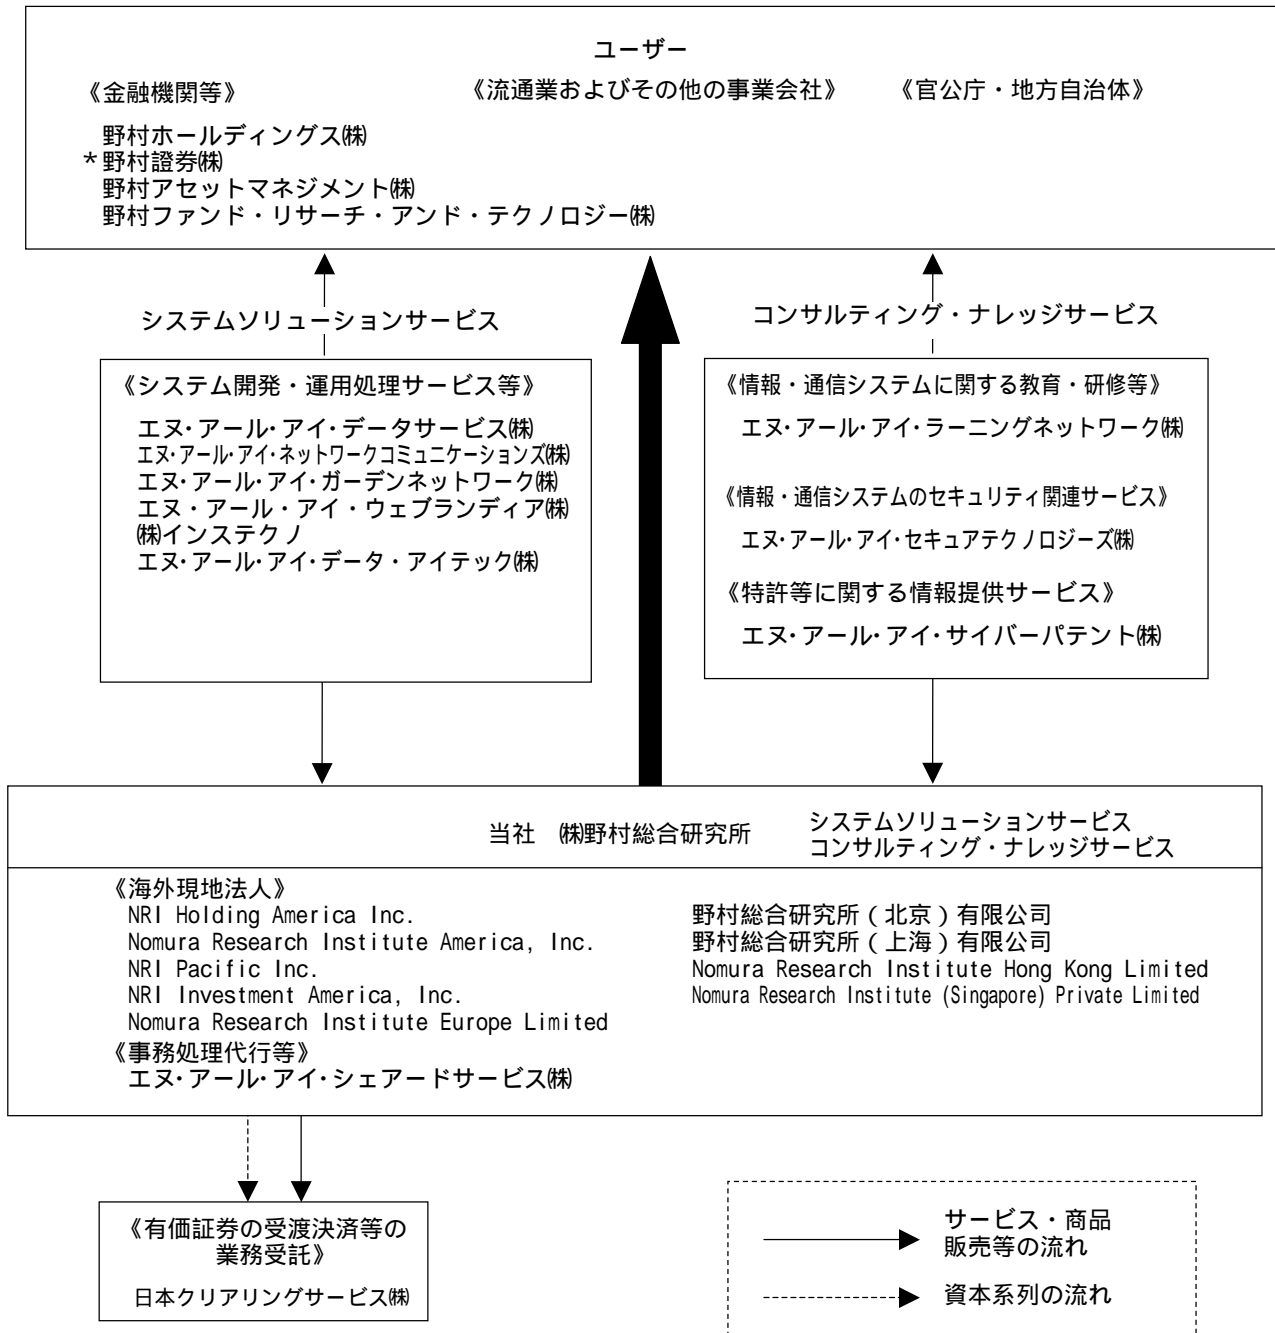 ユーザー
《金融機関等》
《流通業およびその他の事業会社》
《官公庁・地方自治体》
野村ホールディングス㈱
*野村證券㈱
野村アセットマネジメント㈱
野村ファンド・リサーチ・アンド・テクノロジー㈱
システムソリューションサービス
コンサルティング・ナレッジサービス
《システム開発・運用処理サービス等》
エヌ・アール・アイ・データサービス㈱
エヌ・アール・アイ・ネットワークコミュニケーションズ㈱
エヌ・アール・アイ・ガーデンネットワーク㈱
エヌ・アール・アイ・ウェブランディア㈱
㈱インステクノ
エヌ・アール・アイ・データ・アイテック㈱
《情報・通信システムに関する教育・研修等》
エヌ・アール・アイ・ラーニングネットワーク㈱
《情報・通信システムのセキュリティ関連サービス》
エヌ・アール・アイ・セキュアテクノロジーズ㈱
《特許等に関する情報提供サービス》
エヌ・アール・アイ・サイバーパテント㈱
当社　㈱野村総合研究所
システムソリューションサービス
コンサルティング・ナレッジサービス
《海外現地法人》
NRI Holding America Inc.
Nomura Research Institute America, Inc.
NRI Pacific Inc.
NRI Investment America, Inc.
Nomura Research Institute Europe Limited
野村総合研究所（北京）有限公司
野村総合研究所（上海）有限公司
Nomura Research Institute Hong Kong Limited
Nomura Research Institute (Singapore) Private Limited
《事務処理代行等》
エヌ・アール・アイ・シェアードサービス㈱
《有価証券の受渡決済等の
業務受託》
日本クリアリングサービス㈱
サービス・商品
販売等の流れ
資本系列の流れ